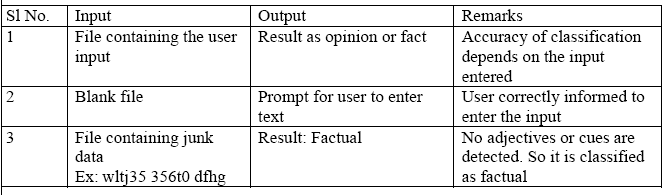 Sl No. Input Output Remarks
1 File containing the user Result as opinion or fact Accuracy of classification
input depends on the input
entered
2 Blank file Prompt for user to enter User correctly informed to
text enter the input
3 File containing junk Result: Factual No adjectives or cues are
data detected. So it is classified
Ex: wltj35 356t0 dfhg as factual